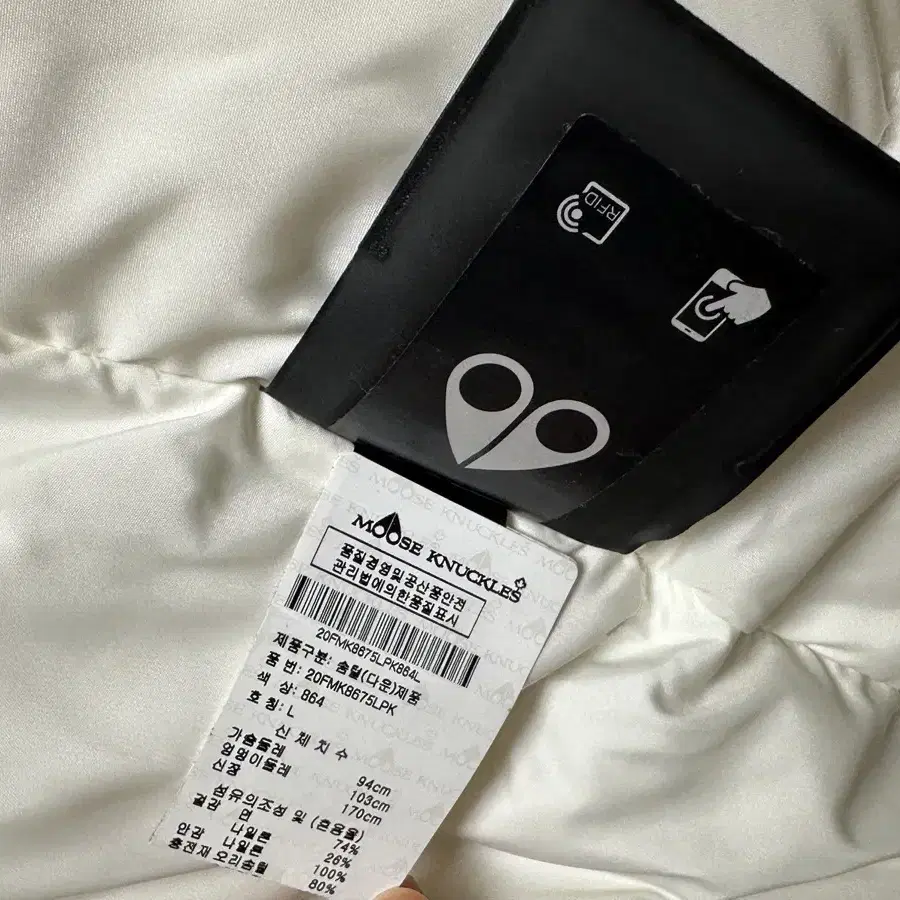 RFID
MOOSE KNUCKLES
품질경영및공산품안전
관리법에의한품질표시
20FMK8675LPK864L
제품구분: 솜털(다운)제품
품 번: 20FMK8675LPK
색 상: 864
호 칭: L
신 체 치 수
가슴둘레 94cm
엉덩이둘레 103cm
신장 170cm
섬유의조성 및 (혼용율)
겉감 면 74%
나일론 26%
안감 나일론 100%
충전재 오리솜털 80%